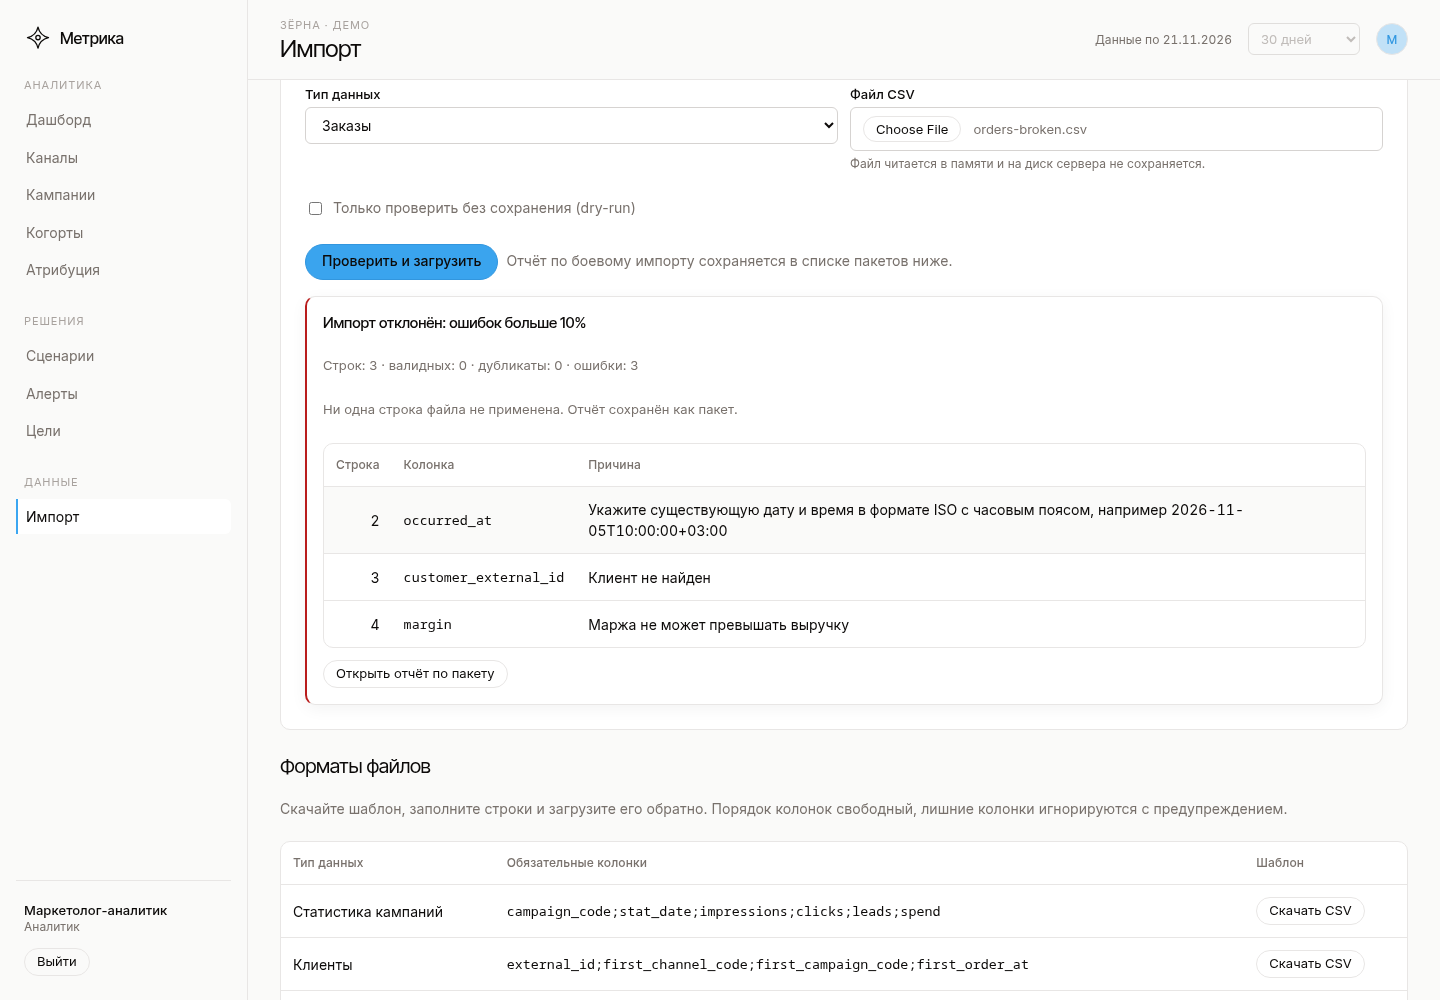 Метрика
АНАЛИТИКА
Дашборд
Каналы
Кампании
Когорты
Атрибуция
РЕШЕНИЯ
Сценарии
Алерты
Цели
ДАННЫЕ
Импорт
Маркетолог-аналитик
Аналитик
Выйти
ЗЁРНА · ДЕМО
Импорт
Данные по 21.11.2026
30 дней
М
Тип данных
Заказы
Файл CSV
Choose File orders-broken.csv
Файл читается в памяти и на диск сервера не сохраняется.
Только проверить без сохранения (dry-run)
Проверить и загрузить
Отчёт по боевому импорту сохраняется в списке пакетов ниже.
Импорт отклонён: ошибок больше 10%
Строк: 3 · валидных: 0 · дубликаты: 0 · ошибки: 3
Ни одна строка файла не применена. Отчёт сохранён как пакет.
Строка Колонка Причина
2 occurred_at Укажите существующую дату и время в формате ISO с часовым поясом, например 2026-11-
05T10:00:00+03:00
3 customer_external_id Клиент не найден
4 margin Маржа не может превышать выручку
Открыть отчёт по пакету
Форматы файлов
Скачайте шаблон, заполните строки и загрузите его обратно. Порядок колонок свободный, лишние колонки игнорируются с предупреждением.
Тип данных Обязательные колонки Шаблон
Статистика кампаний campaign_code;stat_date;impressions;clicks;leads;spend Скачать CSV
Клиенты external_id;first_channel_code;first_campaign_code;first_order_at Скачать CSV